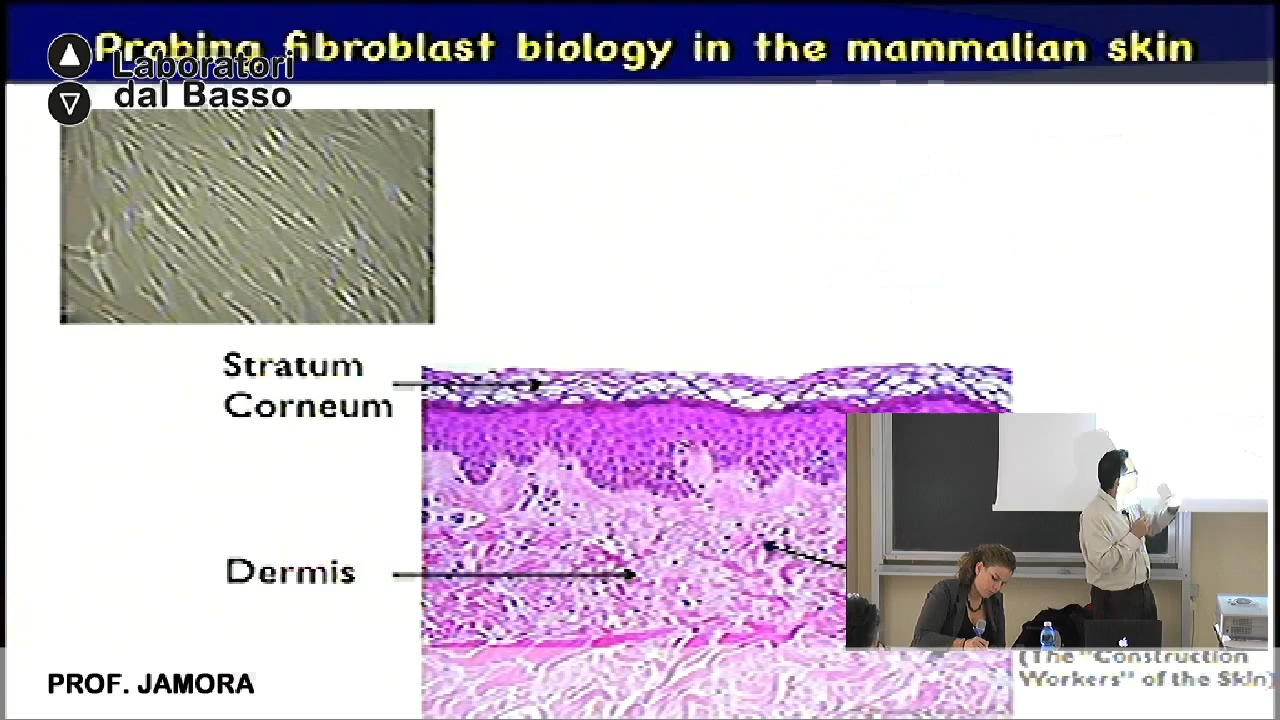 Probing fibroblast biology in the mammalian skin
Laboratori
dal Basso
Stratum
Corneum
Dermis
(The "Construction
Workers" of the Skin)
PROF. JAMORA